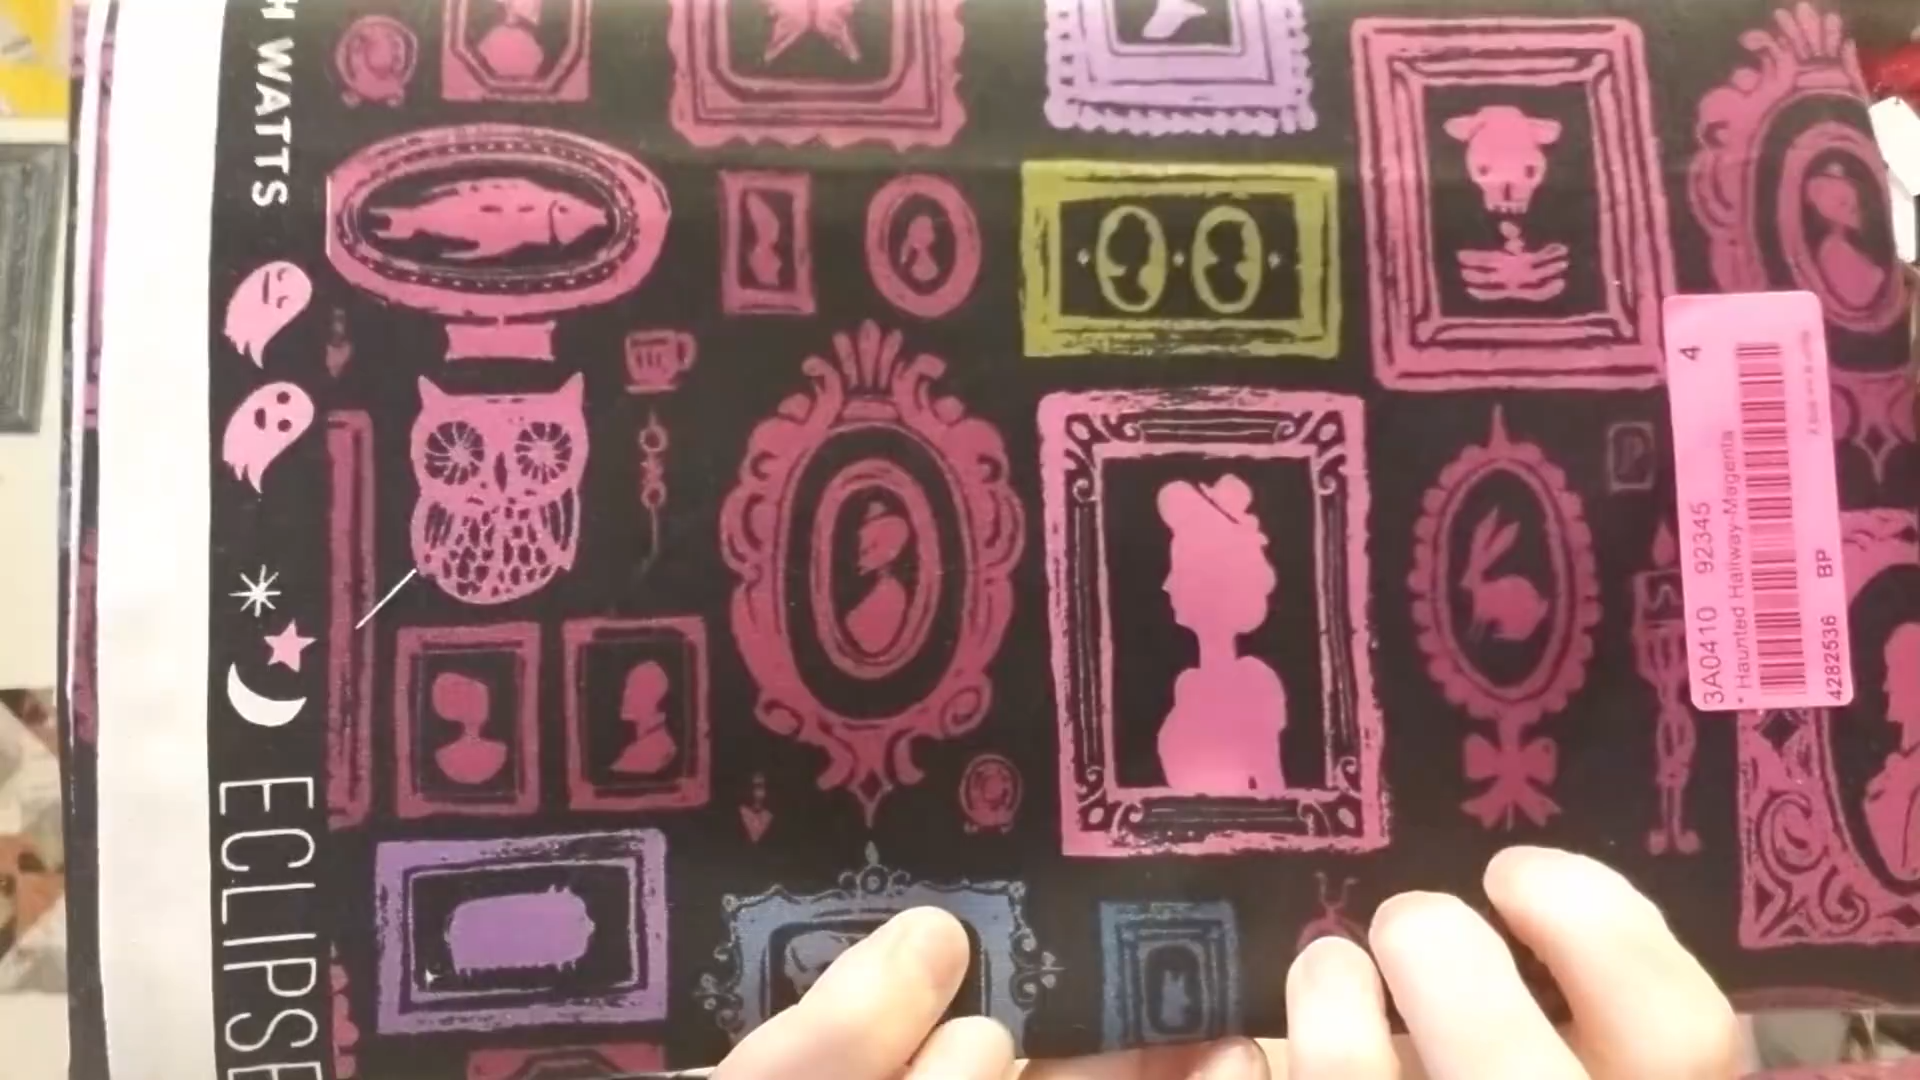 H WATTS
ECLIPSE
4
3A0410 92345
* Haunted Hallway-Magenta
4282536 BP